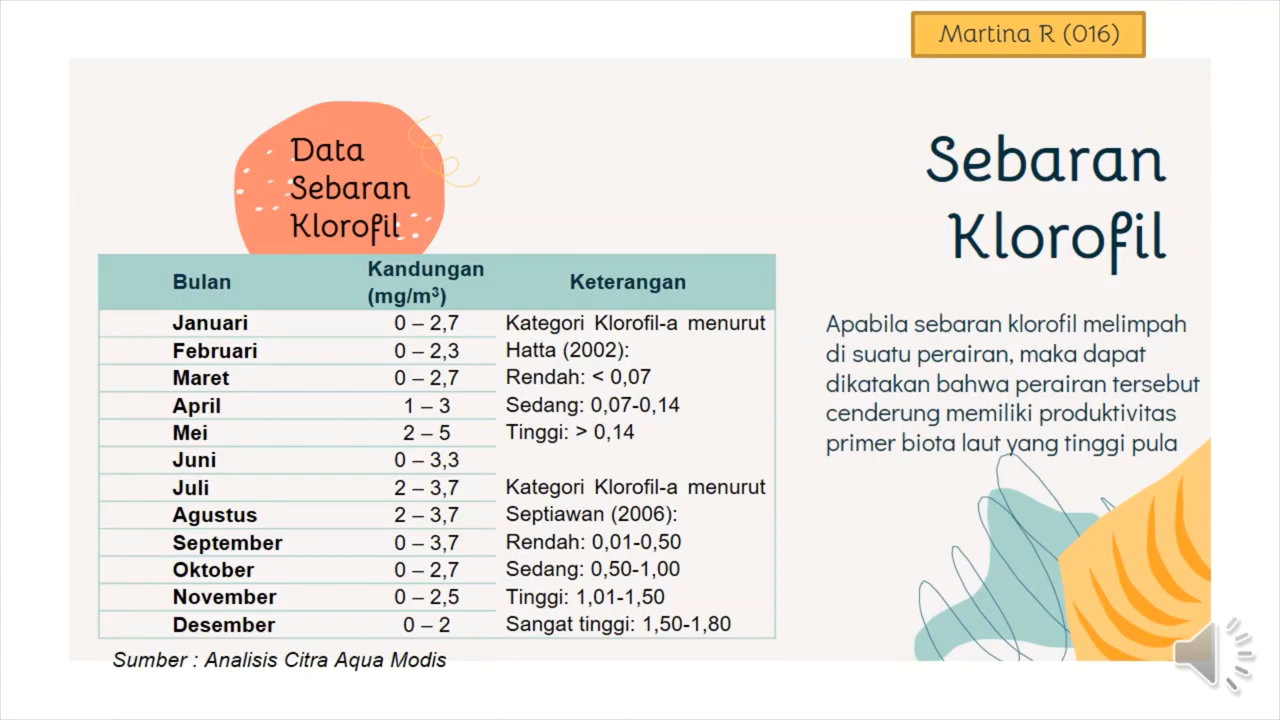 Martina R (016)
Data
Sebaran
Klorofil
Sebaran
Klorofil
Bulan Kandungan (mg/m³) Keterangan
Januari 0 – 2,7 Kategori Klorofil-a menurut
Februari 0 – 2,3 Hatta (2002):
Maret 0 – 2,7 Rendah: < 0,07
April 1 – 3 Sedang: 0,07-0,14
Mei 2 – 5 Tinggi: > 0,14
Juni 0 – 3,3
Juli 2 – 3,7 Kategori Klorofil-a menurut
Agustus 2 – 3,7 Septiawan (2006):
September 0 – 3,7 Rendah: 0,01-0,50
Oktober 0 – 2,7 Sedang: 0,50-1,00
November 0 – 2,5 Tinggi: 1,01-1,50
Desember 0 – 2 Sangat tinggi: 1,50-1,80
Sumber : Analisis Citra Aqua Modis
Apabila sebaran klorofil melimpah
di suatu perairan, maka dapat
dikatakan bahwa perairan tersebut
cenderung memiliki produktivitas
primer biota laut yang tinggi pula